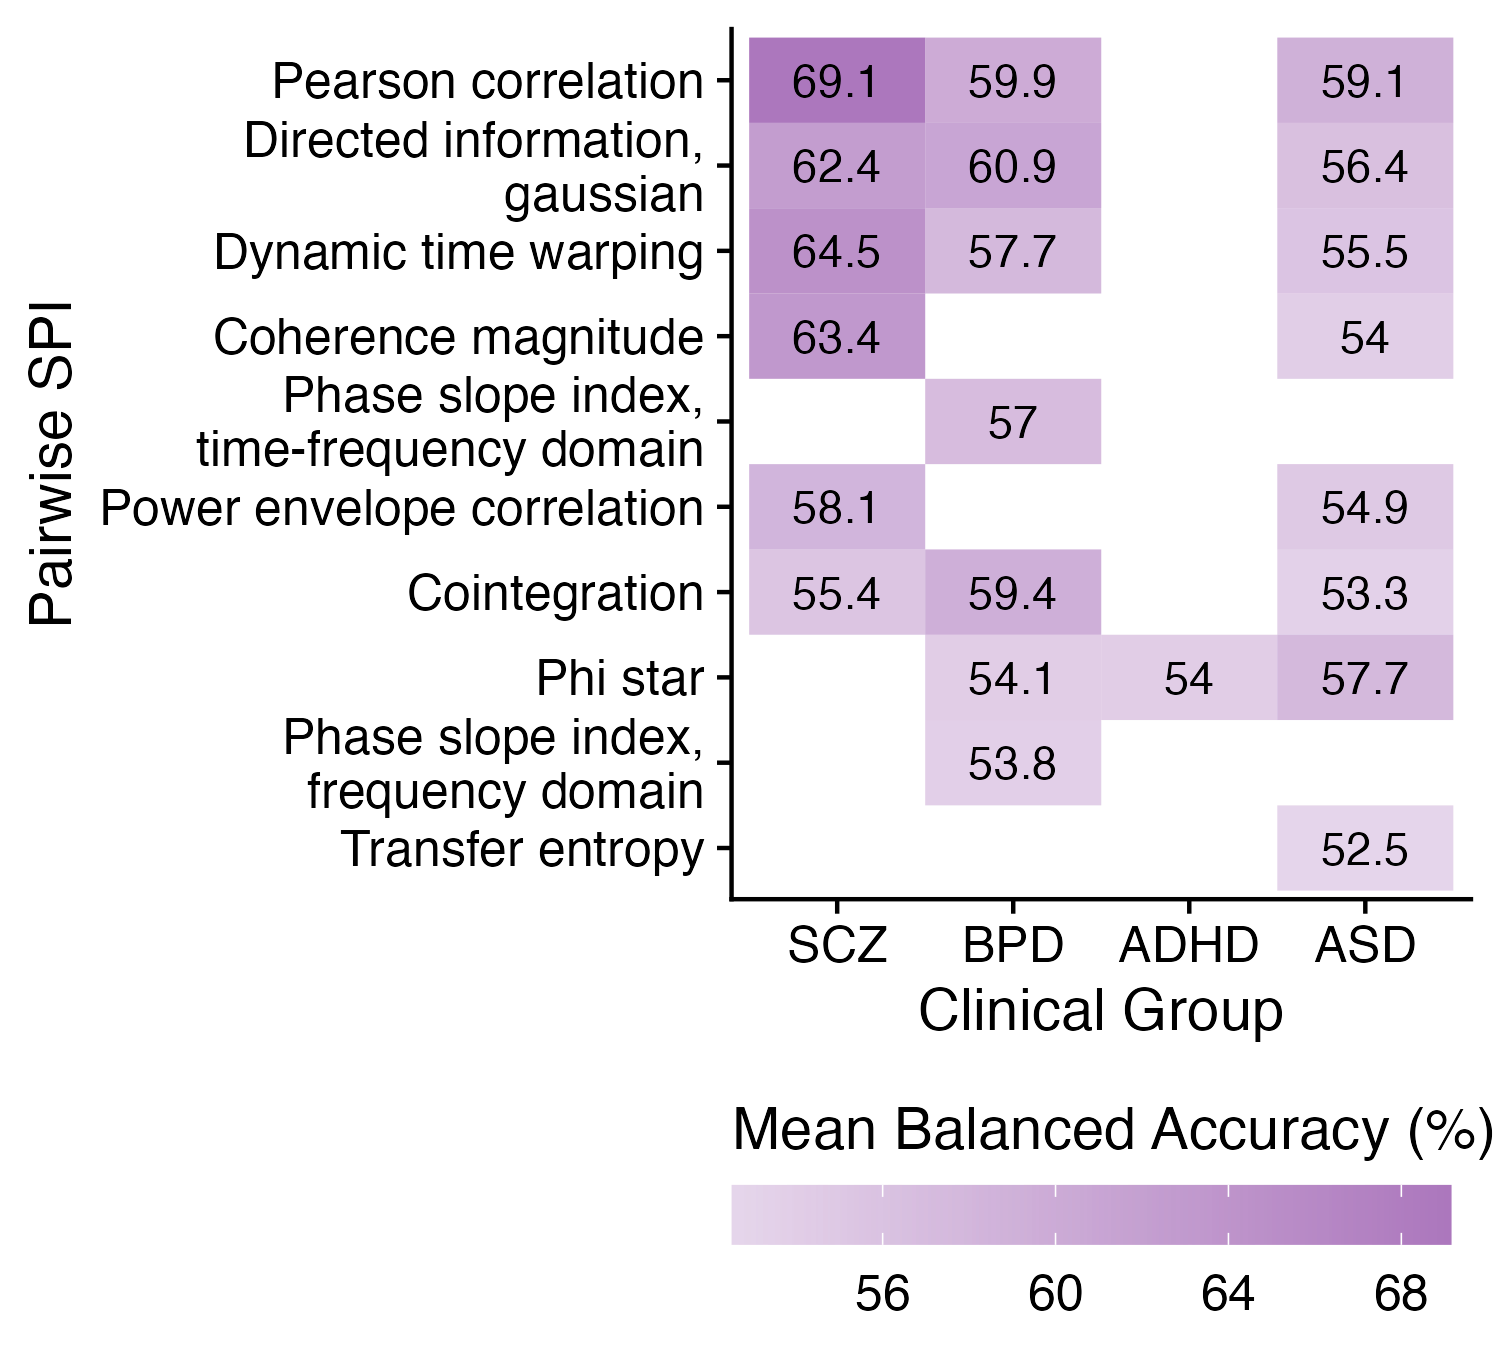 Pairwise SPI
Pearson correlation 69.1 59.9 59.1
Directed information,
gaussian 62.4 60.9 56.4
Dynamic time warping 64.5 57.7 55.5
Coherence magnitude 63.4 54
Phase slope index,
time-frequency domain 57
Power envelope correlation 58.1 54.9
Cointegration 55.4 59.4 53.3
Phi star 54.1 54 57.7
Phase slope index,
frequency domain 53.8
Transfer entropy 52.5
SCZ BPD ADHD ASD
Clinical Group
Mean Balanced Accuracy (%)
56 60 64 68